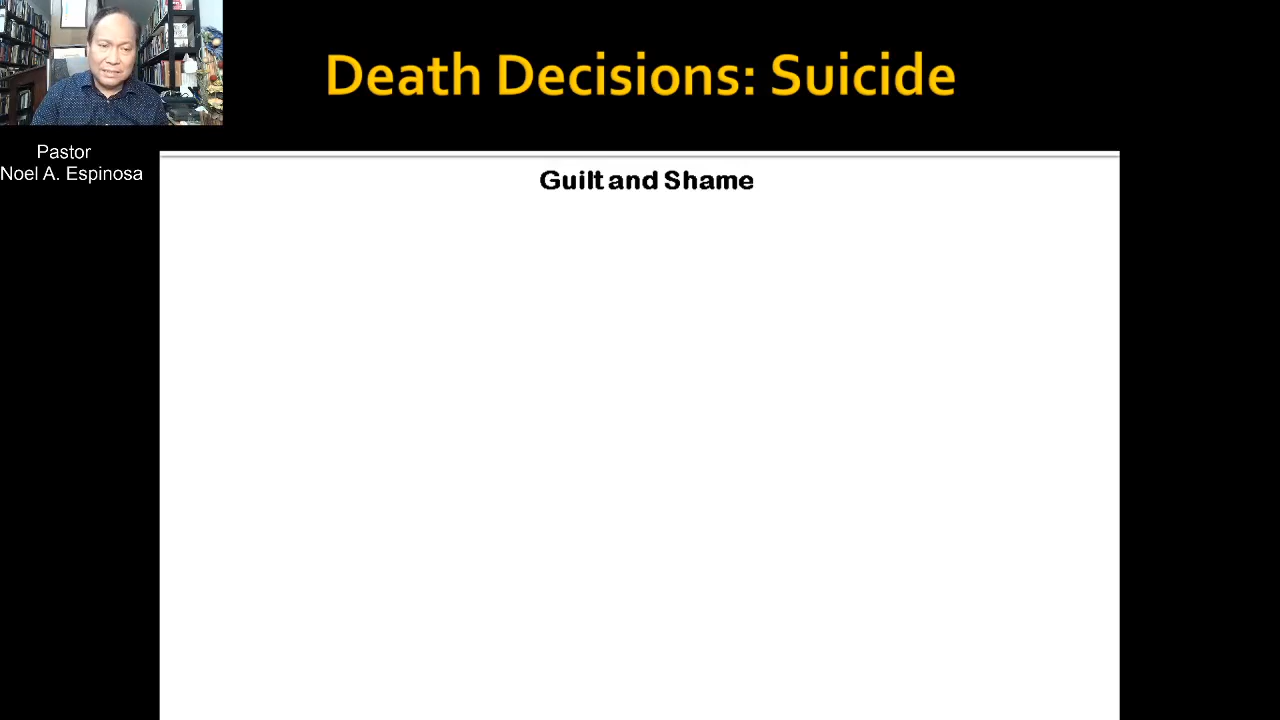 Death Decisions: Suicide
Pastor
Noel A. Espinosa
Guilt and Shame